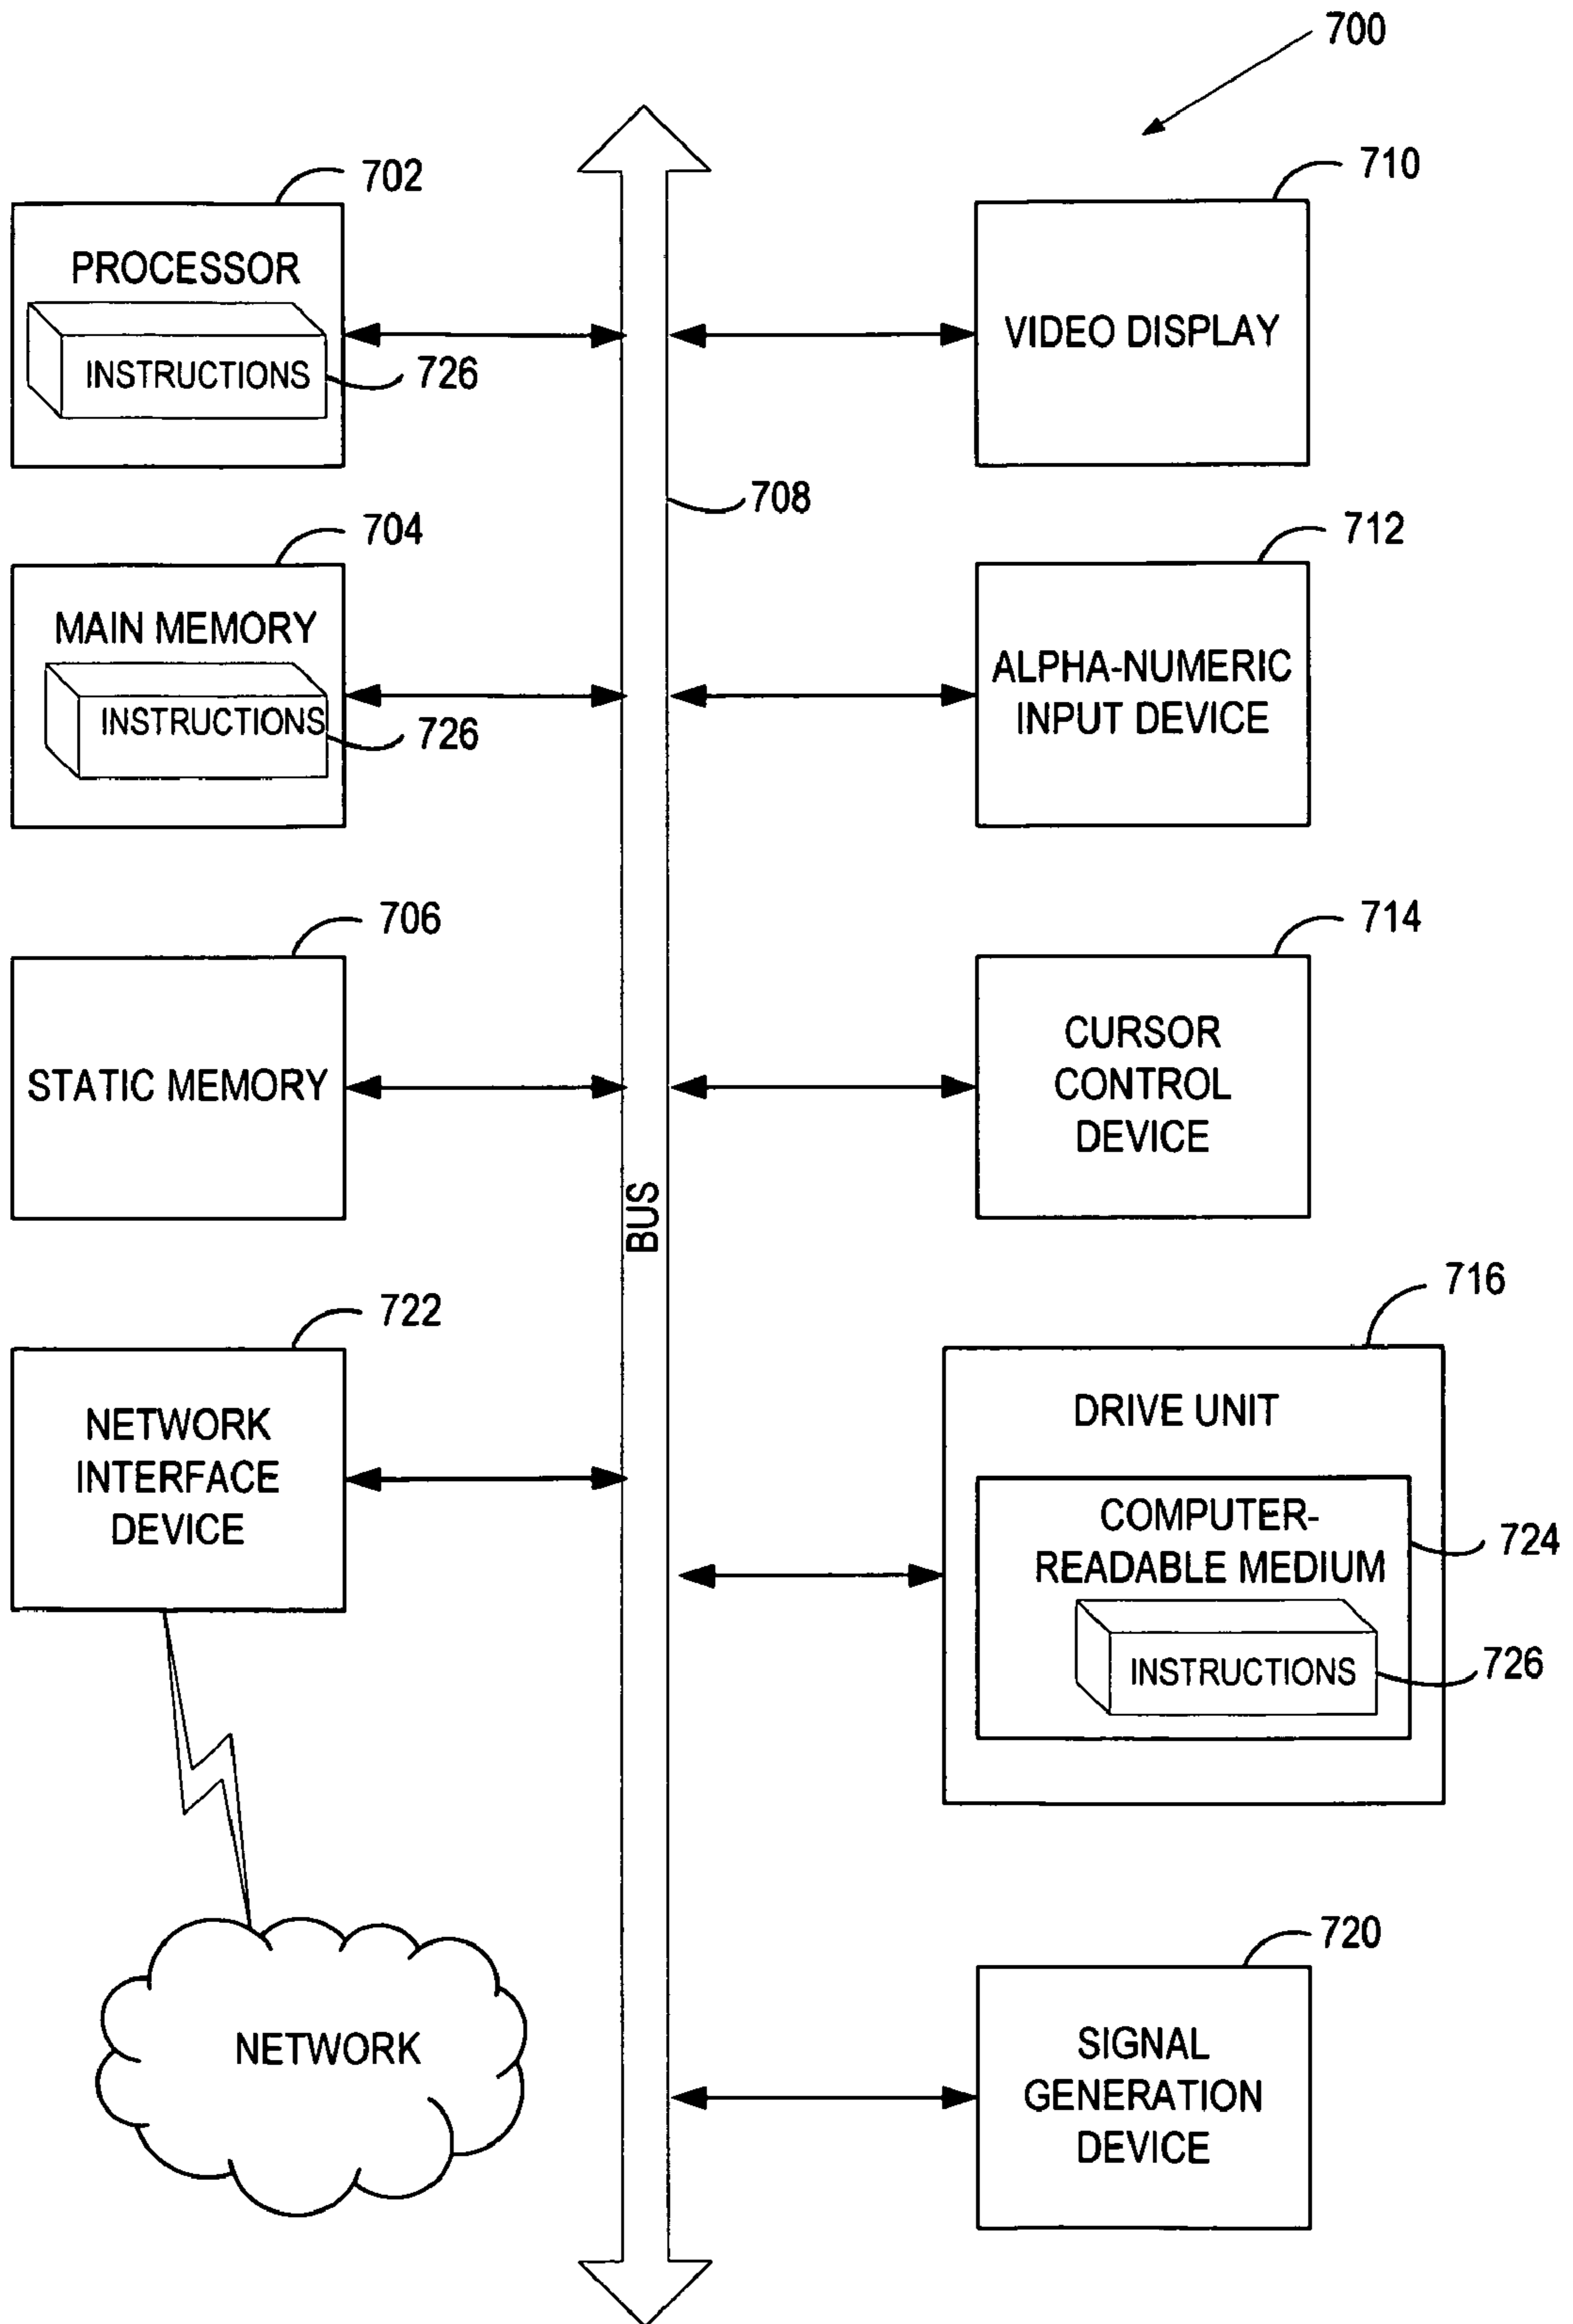 700
702
PROCESSOR
INSTRUCTIONS
726
704
MAIN MEMORY
INSTRUCTIONS
726
706
STATIC MEMORY
722
NETWORK
INTERFACE
DEVICE
NETWORK
708
BUS
710
VIDEO DISPLAY
712
ALPHA-NUMERIC
INPUT DEVICE
714
CURSOR
CONTROL
DEVICE
716
DRIVE UNIT
COMPUTER-
READABLE MEDIUM
724
INSTRUCTIONS
726
720
SIGNAL
GENERATION
DEVICE